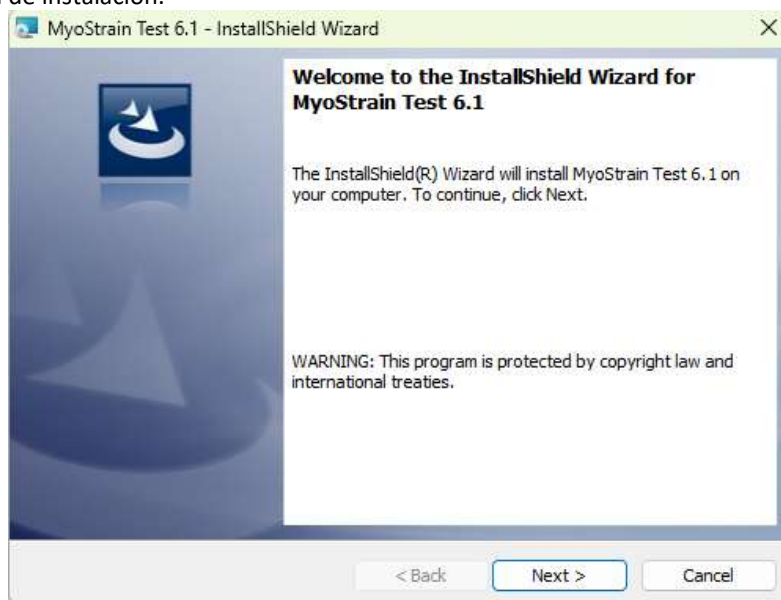 de instalación.
MyoStrain Test 6.1 - InstallShield Wizard
Welcome to the InstallShield Wizard for
MyoStrain Test 6.1
The InstallShield(R) Wizard will install MyoStrain Test 6.1 on
your computer. To continue, click Next.
WARNING: This program is protected by copyright law and
international treaties.
< Back Next > Cancel